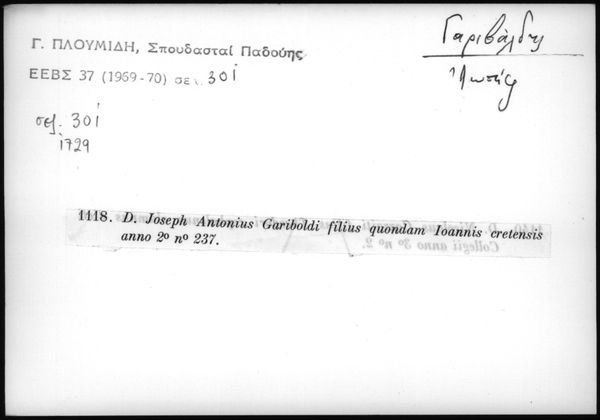 Γ. ΠΛΟΥΜΙΔΗ, Σπουδασταί Παδούης
ΕΕΒΣ 37 (1969-70) σελ. 301
Γαριβάλδης
Ἰωσήφ
σελ. 301
1729
1118. D. Joseph Antonius Gariboldi filius quondam Ioannis cretensis
anno 2º nº 237.